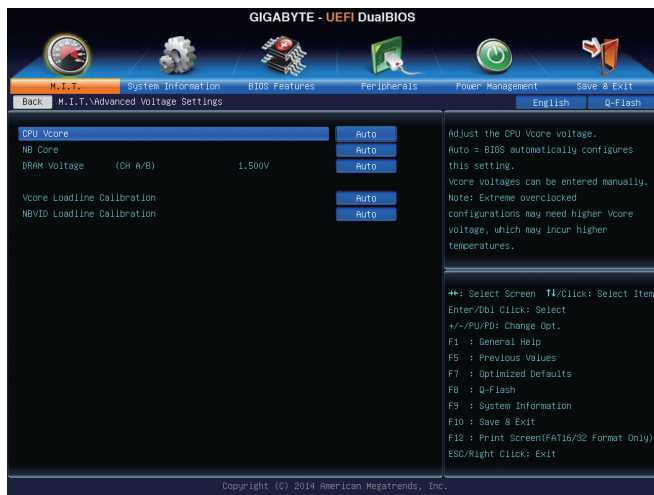 GIGABYTE - UEFI DualBIOS
M.I.T. System Information BIOS Features Peripherals Power Management Save & Exit
Back M.I.T.\Advanced Voltage Settings English Q-Flash
CPU Vcore Auto
NB Core Auto
DRAM Voltage (CH A/B) 1.500V Auto
Vcore Loadline Calibration Auto
NBVID Loadline Calibration Auto
Adjust the CPU Vcore voltage.
Auto = BIOS automatically configures
this setting.
Vcore voltages can be entered manually.
Note: Extreme overclocked
configurations may need higher Vcore
voltage, which may incur higher
temperatures.
→←: Select Screen ↑↓/Click: Select Item
Enter/Dbl Click: Select
+/-/PU/PD: Change Opt.
F1 : General Help
F5 : Previous Values
F7 : Optimized Defaults
F8 : Q-Flash
F9 : System Information
F10 : Save & Exit
F12 : Print Screen(FAT16/32 Format Only)
ESC/Right Click: Exit
Copyright (C) 2014 American Megatrends, Inc.